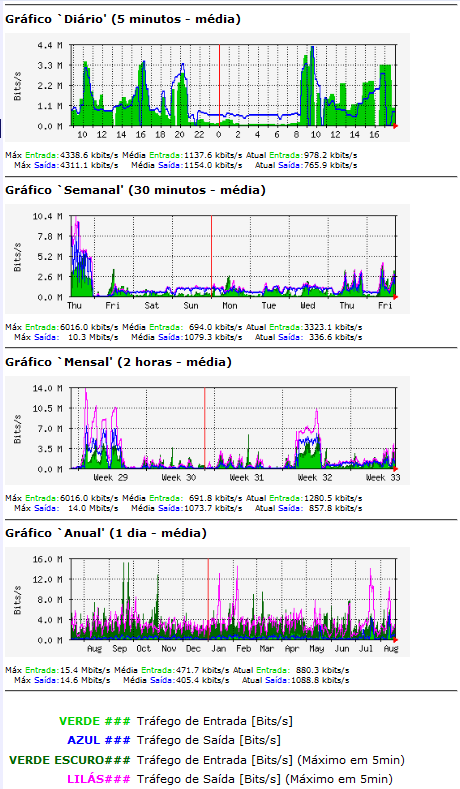 Gráfico `Diário' (5 minutos - média)
4.4 M
3.3 M
2.2 M
1.1 M
0.0 M
Bits/s
10 12 14 16 18 20 22 0 2 4 6 8 10 12 14 16
Máx Entrada:4338.6 kbits/s Média Entrada:1137.6 kbits/s Atual Entrada:978.2 kbits/s
Máx Saída:4311.1 kbits/s Média Saída:1154.0 kbits/s Atual Saída:765.9 kbits/s
Gráfico `Semanal' (30 minutos - média)
10.4 M
7.8 M
5.2 M
2.6 M
0.0 M
Bits/s
Thu Fri Sat Sun Mon Tue Wed Thu Fri
Máx Entrada:6016.0 kbits/s Média Entrada: 694.0 kbits/s Atual Entrada:3323.1 kbits/s
Máx Saída: 10.3 Mbits/s Média Saída:1079.3 kbits/s Atual Saída: 336.6 kbits/s
Gráfico `Mensal' (2 horas - média)
14.0 M
10.5 M
7.0 M
3.5 M
0.0 M
Bits/s
Week 29 Week 30 Week 31 Week 32 Week 33
Máx Entrada:6016.0 kbits/s Média Entrada: 691.8 kbits/s Atual Entrada:1280.5 kbits/s
Máx Saída: 14.0 Mbits/s Média Saída:1073.7 kbits/s Atual Saída: 857.8 kbits/s
Gráfico `Anual' (1 dia - média)
16.0 M
12.0 M
8.0 M
4.0 M
0.0 M
Bits/s
Aug Sep Oct Nov Dec Jan Feb Mar Apr May Jun Jul Aug
Máx Entrada:15.4 Mbits/s Média Entrada:471.7 kbits/s Atual Entrada: 880.3 kbits/s
Máx Saída:14.6 Mbits/s Média Saída:405.4 kbits/s Atual Saída:1088.8 kbits/s
VERDE ### Tráfego de Entrada [Bits/s]
AZUL ### Tráfego de Saída [Bits/s]
VERDE ESCURO### Tráfego de Entrada [Bits/s] (Máximo em 5min)
LILÁS### Tráfego de Saída [Bits/s] (Máximo em 5min)